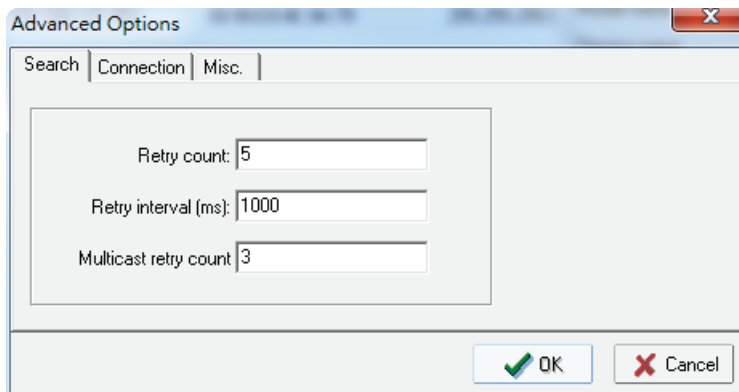 Advanced Options
Search Connection Misc.
Retry count: 5
Retry interval (ms): 1000
Multicast retry count 3
OK Cancel